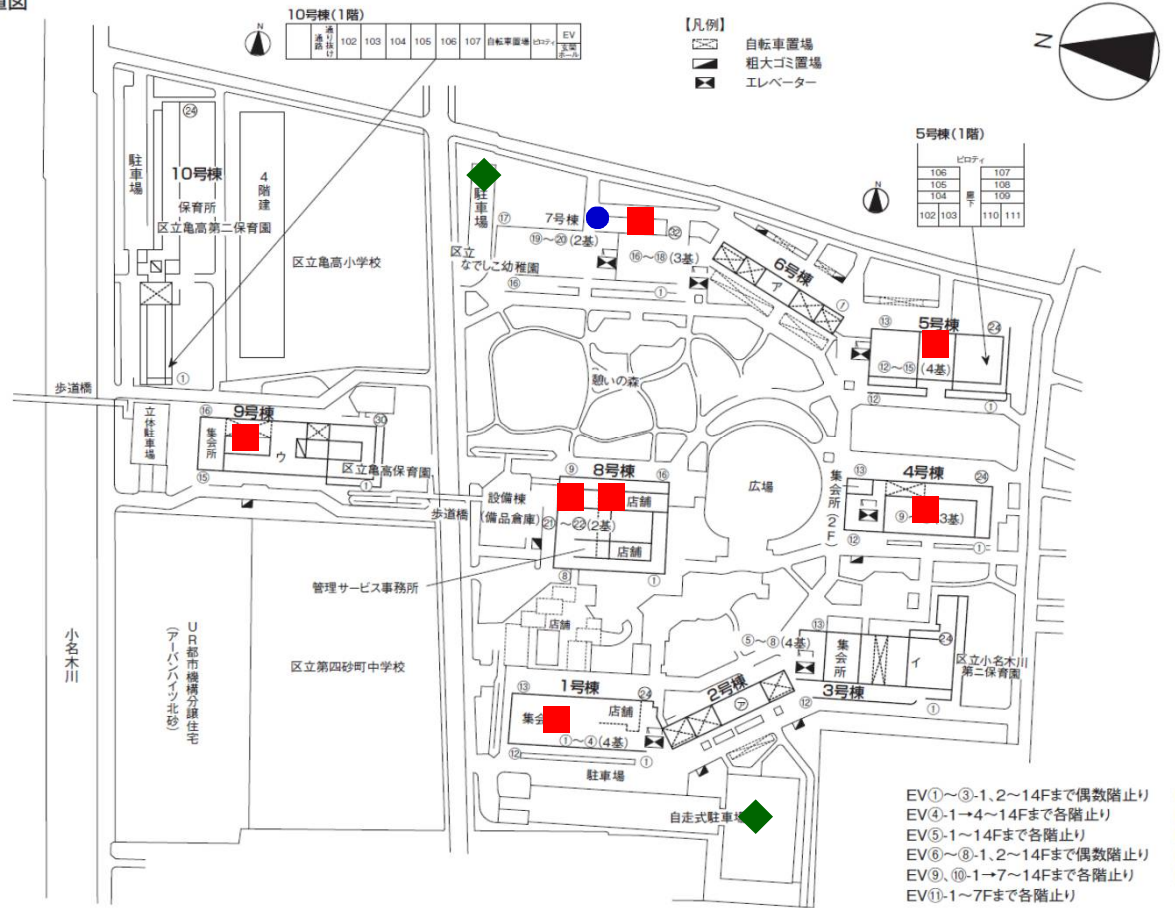 置図
10号棟(1階)
N
通り抜け
通路
102
103
104
105
106
107
自転車置場
ピロティ
EV
玄関
ホール
【凡例】
自転車置場
粗大ゴミ置場
エレベーター
N
5号棟(1階)
ピロティ
106
105
104
102
103
廊下
107
108
109
110
111
N
駐車場
㉔
10号棟
保育所
区立亀高第二保育園
4階建
区立亀高小学校
①
駐車場
⑰
7号棟
⑲～⑳(2基)
㉜
⑯～⑱(3基)
区立
なでしこ幼稚園
⑯
①
6号棟
ア
⑦
⑬
5号棟
㉔
⑫～⑮(4基)
⑫
①
憩いの森
歩道橋
立体駐車場
⑯
9号棟
㉚
集会所
ウ
⑮
区立亀高保育園
①
歩道橋
設備棟
(備品倉庫)
⑨
8号棟
⑯
店舗
㉑～㉒(2基)
店舗
⑧
①
管理サービス事務所
広場
集会所(2F)
⑬
4号棟
㉔
⑨～
3基)
⑫
①
店舗
小名木川
UR都市機構分譲住宅
(アーバンハイツ北砂)
区立第四砂町中学校
⑤～⑧(4基)
⑬
集会所
イ
㉔
区立小名木川
第二保育園
3号棟
⑫
①
1号棟
⑬
㉔
店舗
集会
①～④(4基)
⑫
①
2号棟
ア
駐車場
自走式駐車場
EV①～③-1、2～14Fまで偶数階止り
EV④-1→4～14Fまで各階止り
EV⑤-1～14Fまで各階止り
EV⑥～⑧-1、2～14Fまで偶数階止り
EV⑨、⑩-1→7～14Fまで各階止り
EV⑪-1～7Fまで各階止り